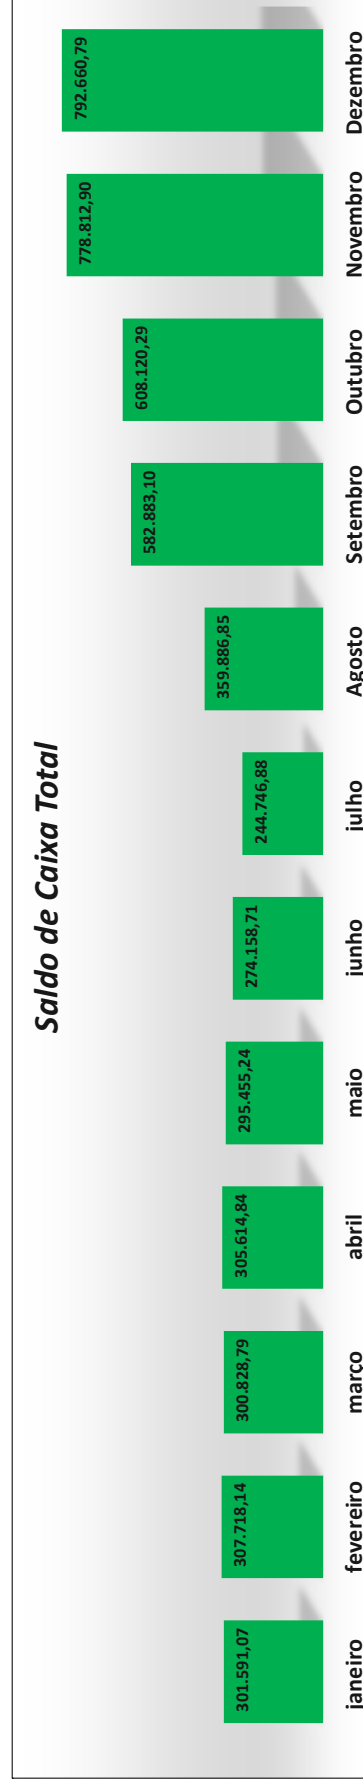 Saldo de Caixa Total
301.591,07
307.718,14
300.828,79
305.614,84
295.455,24
274.158,71
244.746,88
359.886,85
582.883,10
608.120,29
778.812,90
792.660,79
janeiro
fevereiro
março
abril
maio
junho
julho
Agosto
Setembro
Outubro
Novembro
Dezembro